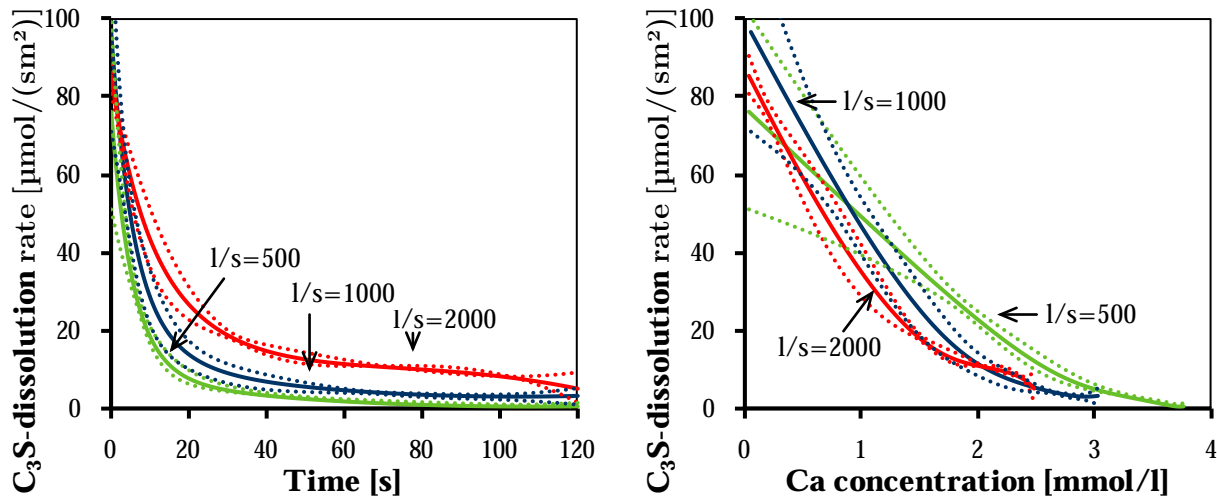 C₃S-dissolution rate [µmol/(sm²)]
100
80
60
40
20
0
l/s=500
l/s=1000
l/s=2000
0 20 40 60 80 100 120
Time [s]
C₃S-dissolution rate [µmol/(sm²)]
100
80
60
40
20
0
l/s=1000
l/s=500
l/s=2000
0 1 2 3 4
Ca concentration [mmol/l]